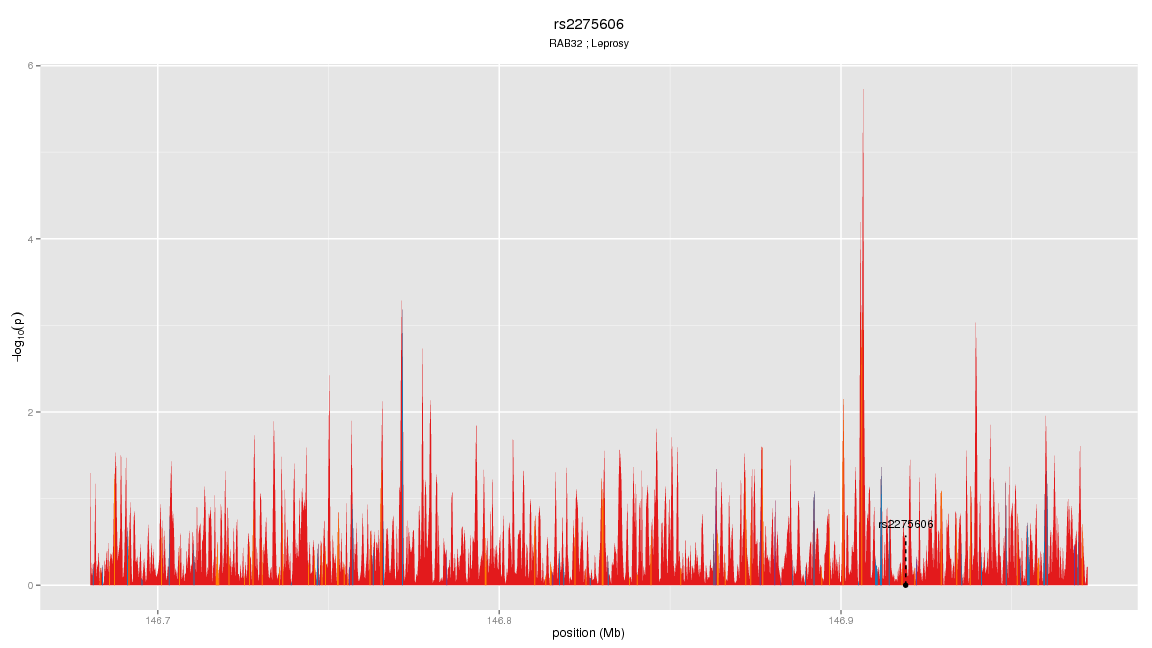 rs2275606
RAB32 ; Leprosy
6
4
2
0
−log10(p)
rs2275606
146.7
146.8
146.9
position (Mb)